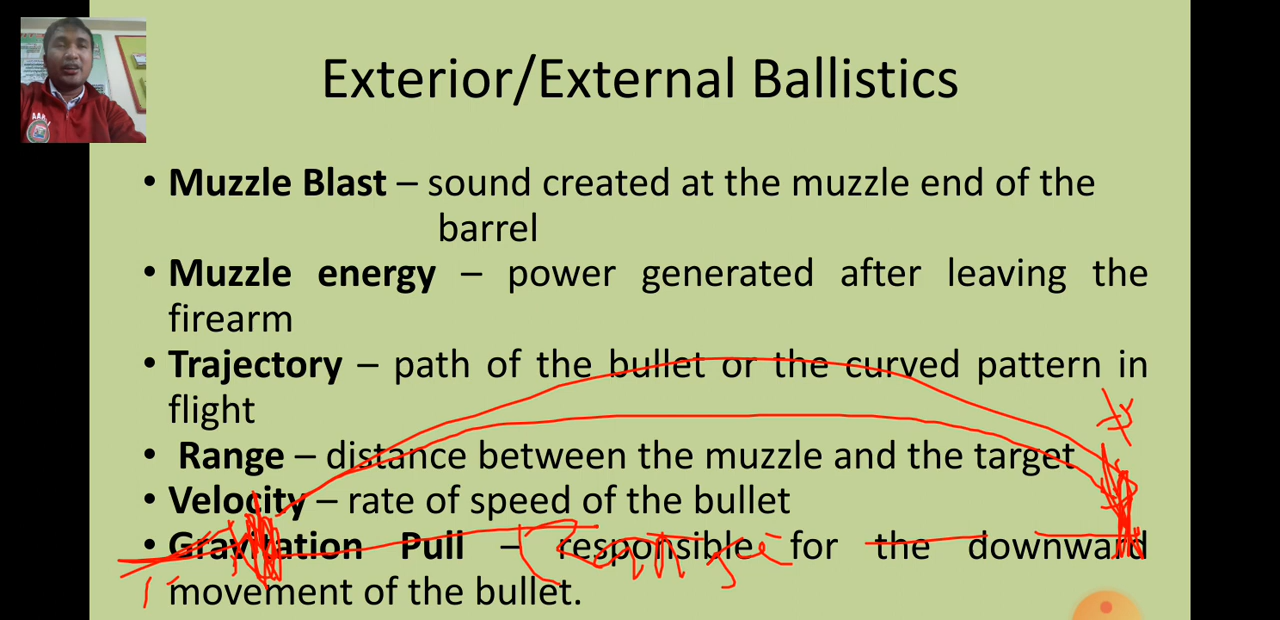 Exterior/External Ballistics
• Muzzle Blast – sound created at the muzzle end of the
barrel
• Muzzle energy – power generated after leaving the
firearm
• Trajectory – path of the bullet or the curved pattern in
flight
• Range – distance between the muzzle and the target
• Velocity – rate of speed of the bullet
• Gravitation Pull – responsible for the downward
Range
movement of the bullet.